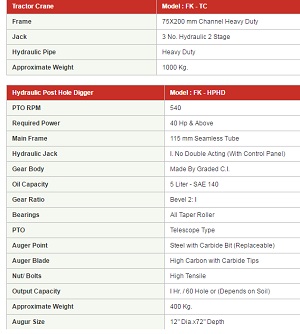 Tractor Crane Model : FK - TC
Frame 75X200 mm Channel Heavy Duty
Jack 3 No. Hydraulic 2 Stage
Hydraulic Pipe Heavy Duty
Approximate Weight 1000 Kg.
Hydraulic Post Hole Digger Model : FK - HPHD
PTO RPM 540
Required Power 40 Hp & Above
Main Frame 115 mm Seamless Tube
Hydraulic Jack I. No Double Acting (With Control Panel)
Gear Body Made By Graded C.I.
Oil Capacity 5 Liter - SAE 140
Gear Ratio Bevel 2: I
Bearings All Taper Roller
PTO Telescope Type
Auger Point Steel with Carbide Bit (Replaceable)
Auger Blade High Carbon with Carbide Tips
Nut/ Bolts High Tensile
Output Capacity I Hr. / 60 Hole or (Depends on Soil)
Approximate Weight 400 Kg.
Augur Size 12" Dia.x72" Depth